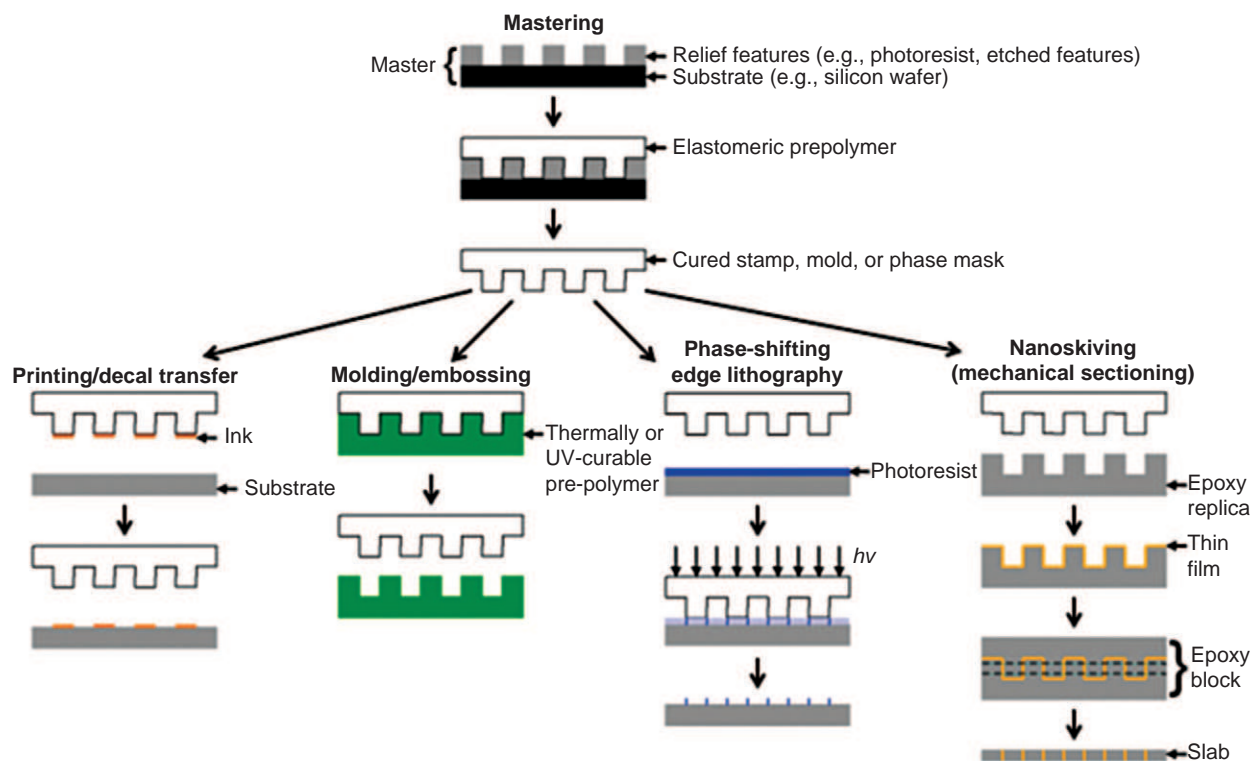 Mastering
Master
Relief features (e.g., photoresist, etched features)
Substrate (e.g., silicon wafer)
Elastomeric prepolymer
Cured stamp, mold, or phase mask
Printing/decal transfer
Ink
Substrate
Molding/embossing
Thermally or
UV-curable
pre-polymer
Phase-shifting
edge lithography
Photoresist
hv
Nanoskiving
(mechanical sectioning)
Epoxy
replica
Thin
film
Epoxy
block
Slab